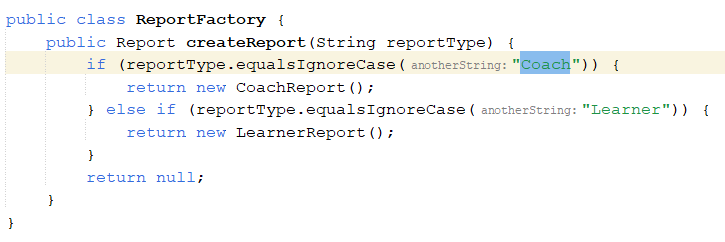 public class ReportFactory {
    public Report createReport(String reportType) {
        if (reportType.equalsIgnoreCase( anotherString: "Coach")) {
            return new CoachReport();
        } else if (reportType.equalsIgnoreCase( anotherString: "Learner")) {
            return new LearnerReport();
        }
        return null;
    }
}